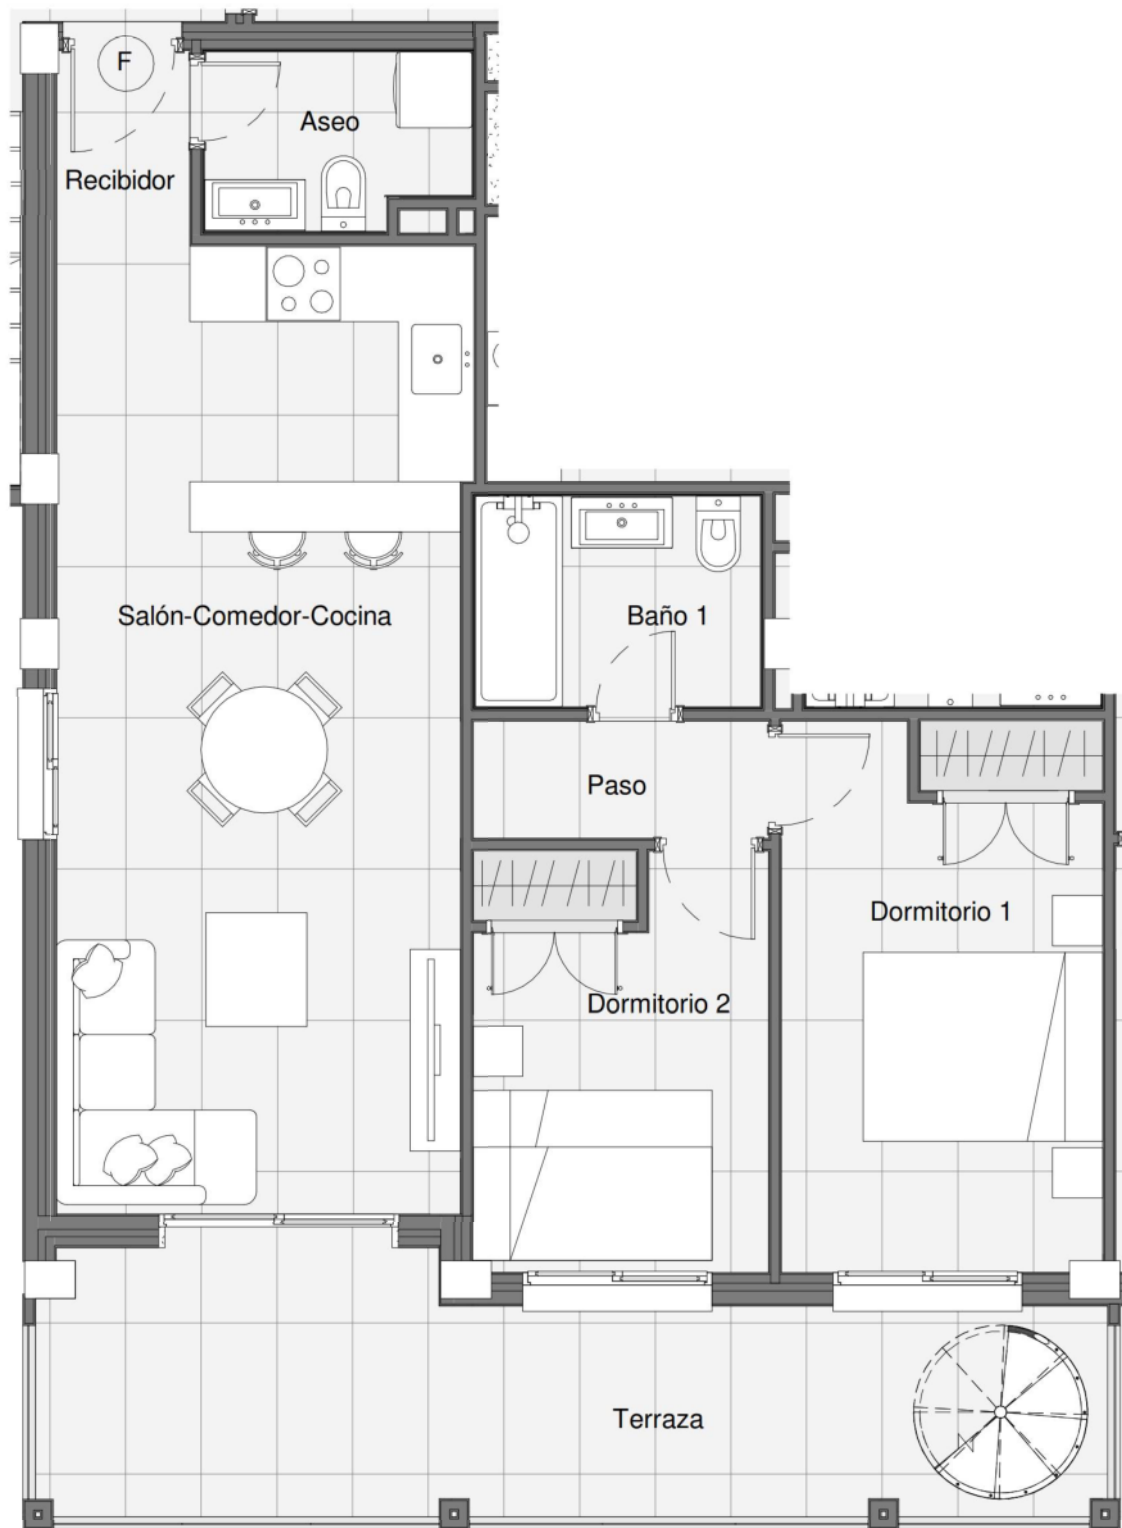 F
Aseo
Recibidor
Salón-Comedor-Cocina
Baño 1
Paso
Dormitorio 1
Dormitorio 2
Terraza